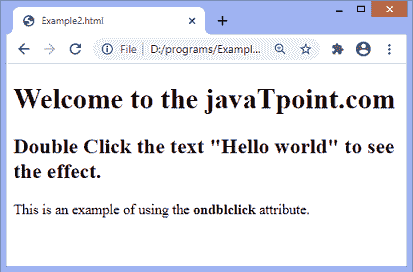 Example2.html
File | D:/programs/Exampl...
Welcome to the javaTpoint.com
Double Click the text "Hello world" to see
the effect.
This is an example of using the ondblclick attribute.